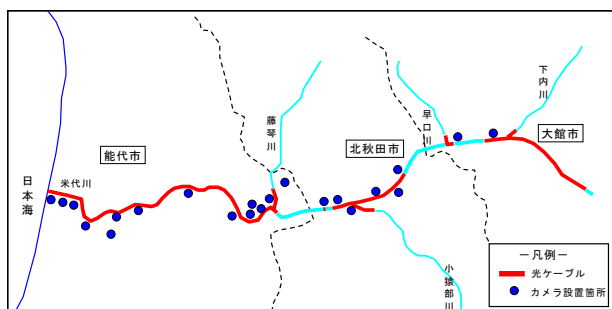 下内川
早口川
藤琴川
大館市
北秋田市
能代市
日本海
米代川
小猿部川
－凡例－
光ケーブル
カメラ設置箇所